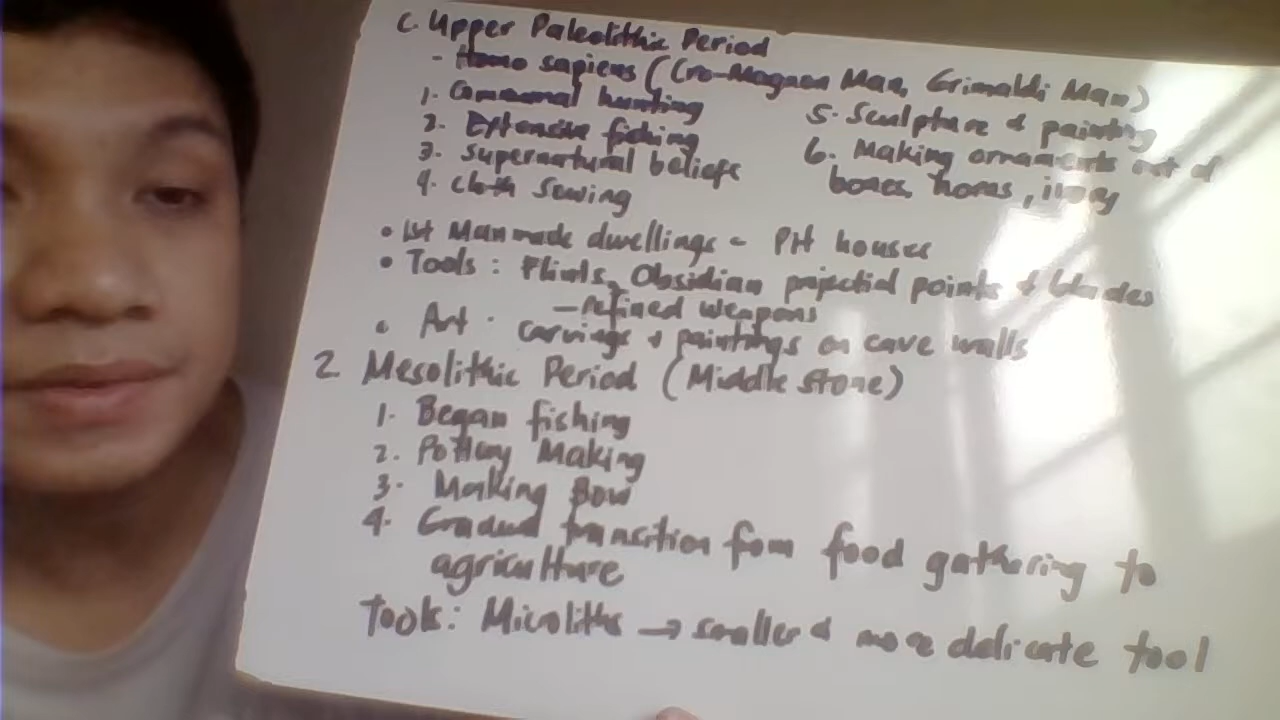 C. Upper Paleolithic Period
- Homo sapiens (Cro-Magnon Man, Grimaldi Man)
1. Communal hunting
2. Extensive fishing
3. Supernatural beliefs
4. Cloth sewing
5. Sculpture & painting
6. Making ornaments out of
bones, horns, ivory
• 1st Manmade dwellings - Pit houses
• Tools: Flints, Obsidian projectial points & blades
- refined weapons
• Art: carvings & paintings on cave walls
2 Mesolithic Period (Middle Stone)
1. Began fishing
2. Pottery Making
3. Making Bow
4. Gradual transition from food gathering to
agriculture
Tools: Micoliths → smaller & more delicate tool